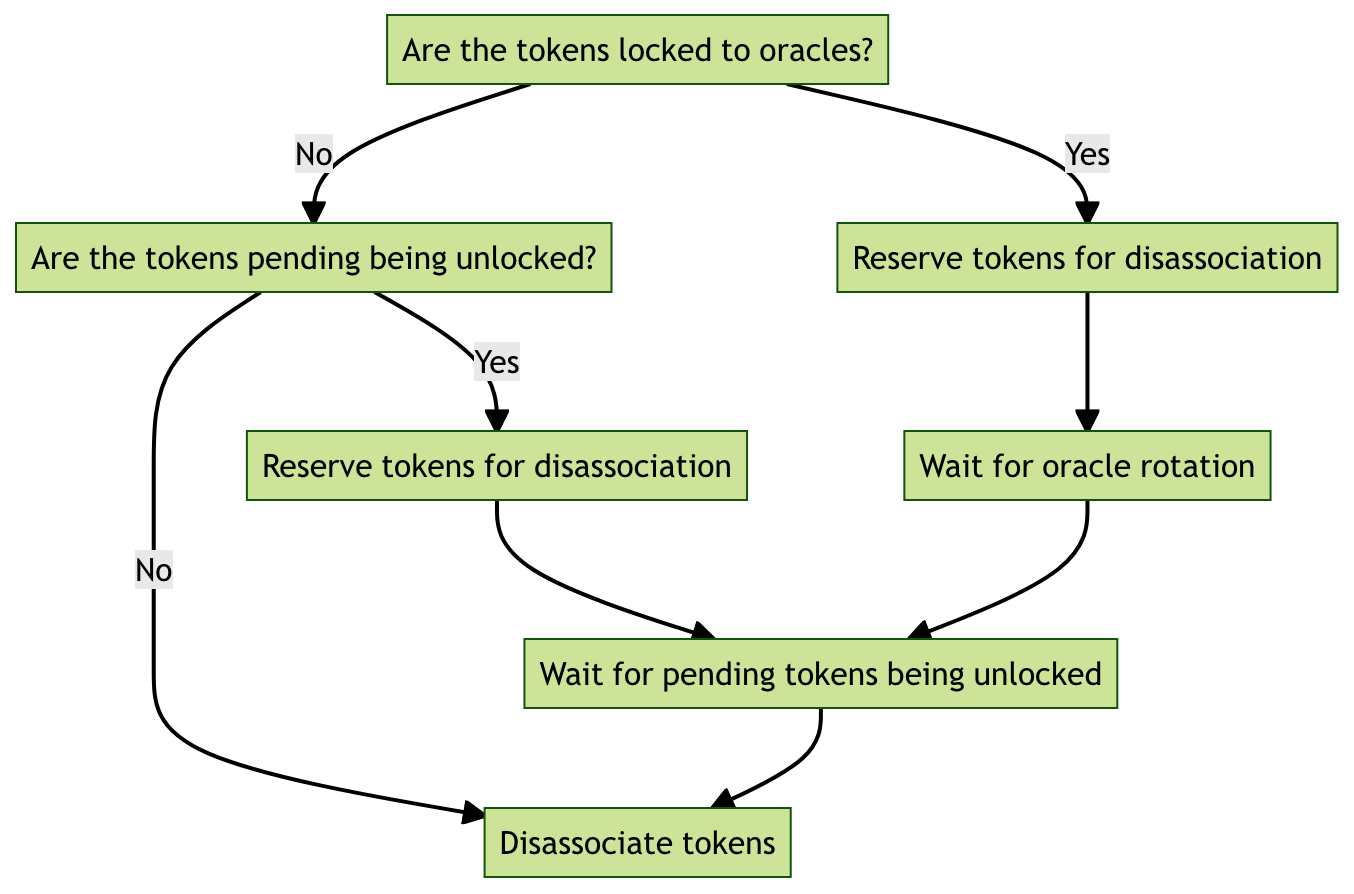 Are the tokens locked to oracles?
No
Yes
Are the tokens pending being unlocked?
Reserve tokens for disassociation
Yes
Reserve tokens for disassociation
Wait for oracle rotation
No
Wait for pending tokens being unlocked
Disassociate tokens